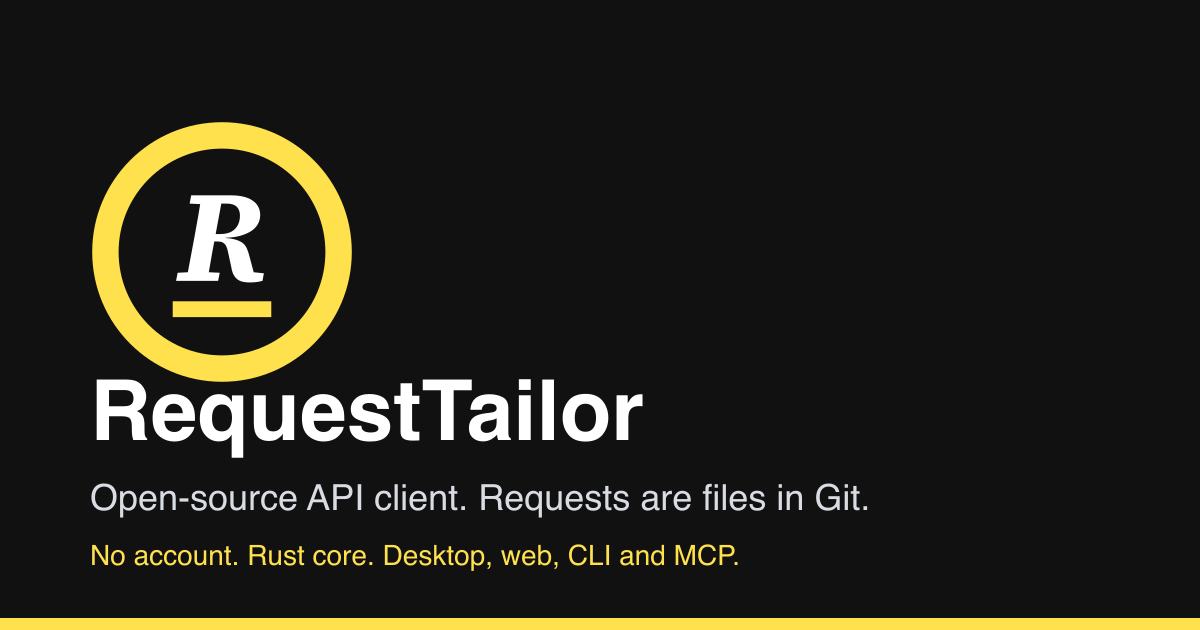 R
RequestTailor
Open-source API client. Requests are files in Git.
No account. Rust core. Desktop, web, CLI and MCP.